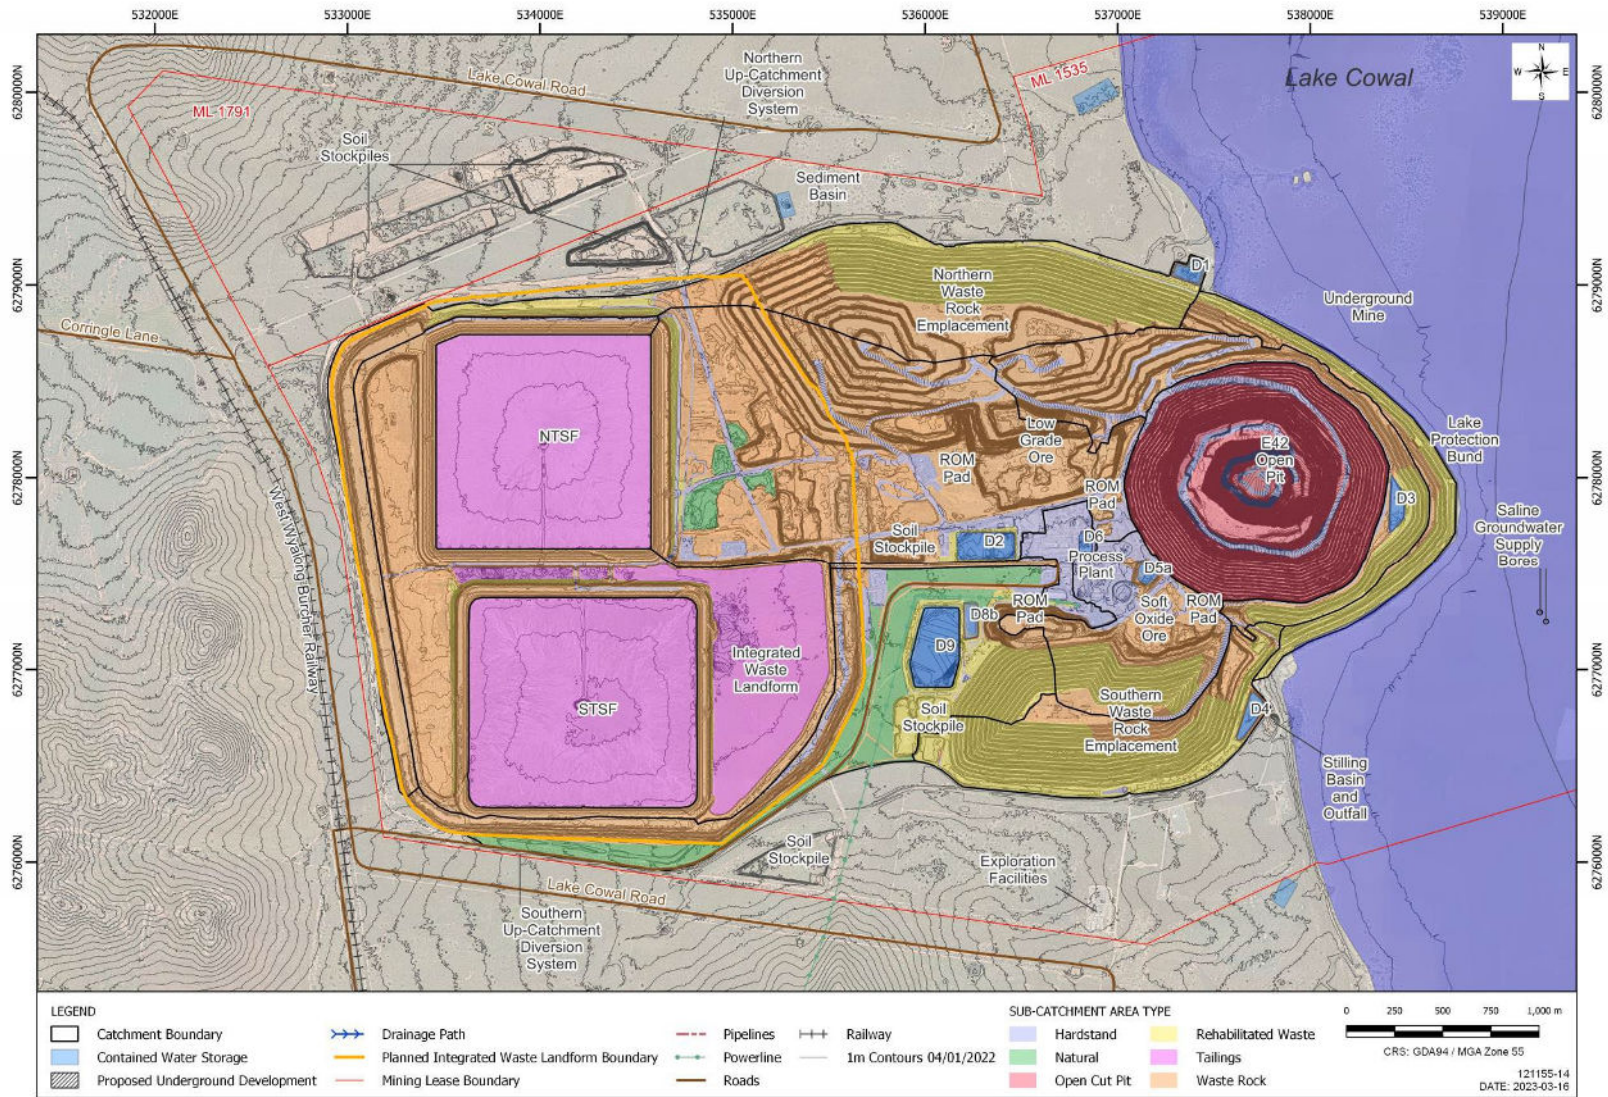 532000E 533000E 534000E 535000E 536000E 537000E 538000E 539000E
6280000N
6279000N
6278000N
6277000N
6276000N
6280000N
6279000N
6278000N
6277000N
6276000N
N
W E
S
Lake Cowal
ML 1535
ML 1791
Lake Cowal Road
Northern
Up-Catchment
Diversion
System
Soil
Stockpiles
Sediment
Basin
D1
Northern
Waste
Rock
Emplacement
Underground
Mine
Corringle Lane
NTSF
Low
Grade
Ore
ROM
Pad
E42
Open
Pit
Lake
Protection
Bund
ROM
Pad
D3
Saline
Groundwater
Supply
Bores
West Wyalong Burcher Railway
Soil
Stockpile
D2
D6
Process
Plant
D5a
ROM
Pad
D8b
Soft
Oxide
Ore
ROM
Pad
D9
Integrated
Waste
Landform
STSF
Soil
Stockpile
Southern
Waste
Rock
Emplacement
D4
Stilling
Basin
and
Outfall
Soil
Stockpile
Exploration
Facilities
Lake Cowal Road
Southern
Up-Catchment
Diversion
System
LEGEND
Catchment Boundary
Contained Water Storage
Proposed Underground Development
Drainage Path
Planned Integrated Waste Landform Boundary
Mining Lease Boundary
Pipelines
Powerline
Roads
Railway
1m Contours 04/01/2022
SUB-CATCHMENT AREA TYPE
Hardstand
Natural
Open Cut Pit
Rehabilitated Waste
Tailings
Waste Rock
0 250 500 750 1,000 m
CRS: GDA94 / MGA Zone 55
121155-14
DATE: 2023-03-16